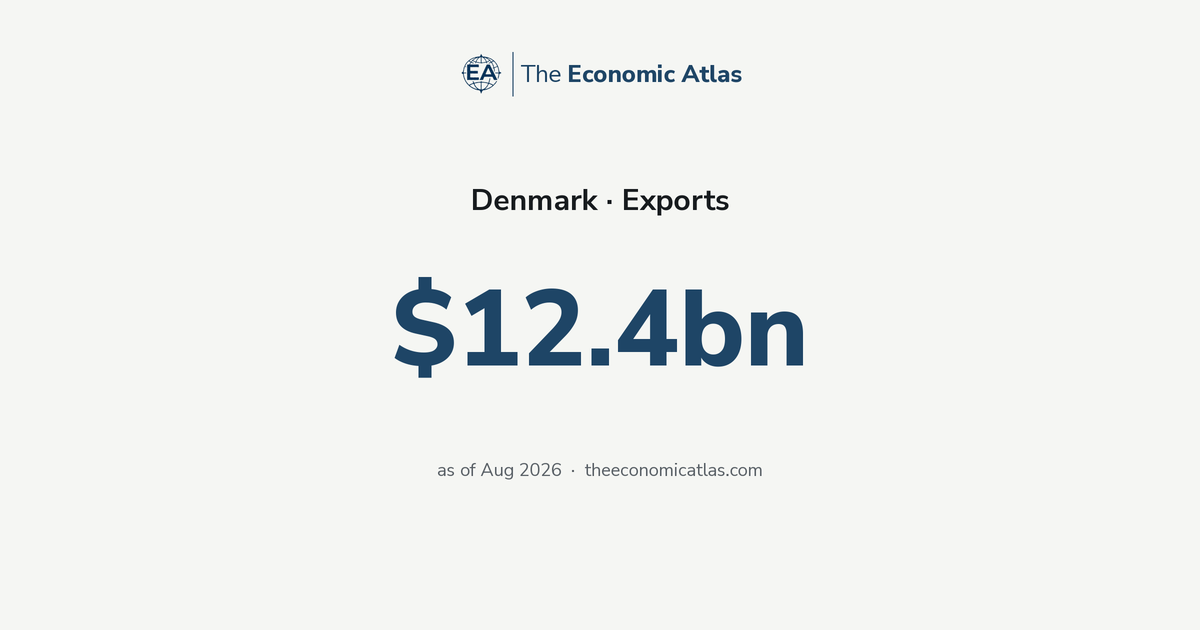 EA The Economic Atlas
Denmark · Exports
$12.4bn
as of Aug 2026 · theeconomicatlas.com